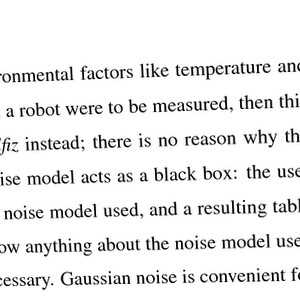 ronmental factors like temperature and
a robot were to be measured, then thi
fiz instead; there is no reason why th
ise model acts as a black box: the use
noise model used, and a resulting tabl
ow anything about the noise model use
cessary. Gaussian noise is convenient fo